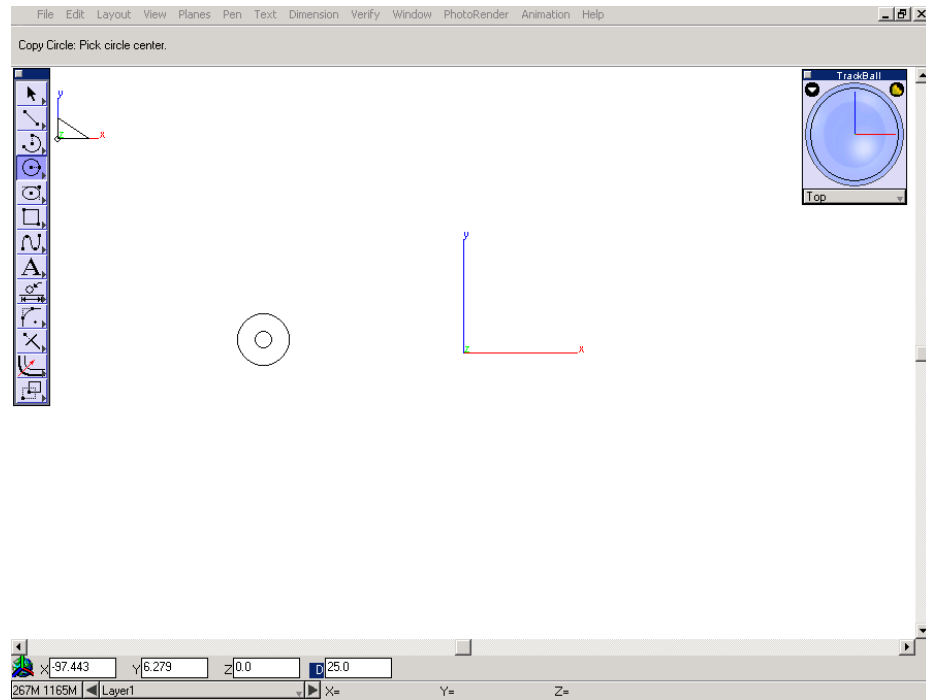 File Edit Layout View Planes Pen Text Dimension Verify Window PhotoRender Animation Help
Copy Circle: Pick circle center.
TrackBall
y
z x
Top
A
y
z x
X -97.443 Y 6.279 Z 0.0 D 25.0
267M 1165M Layer1 X= Y= Z=